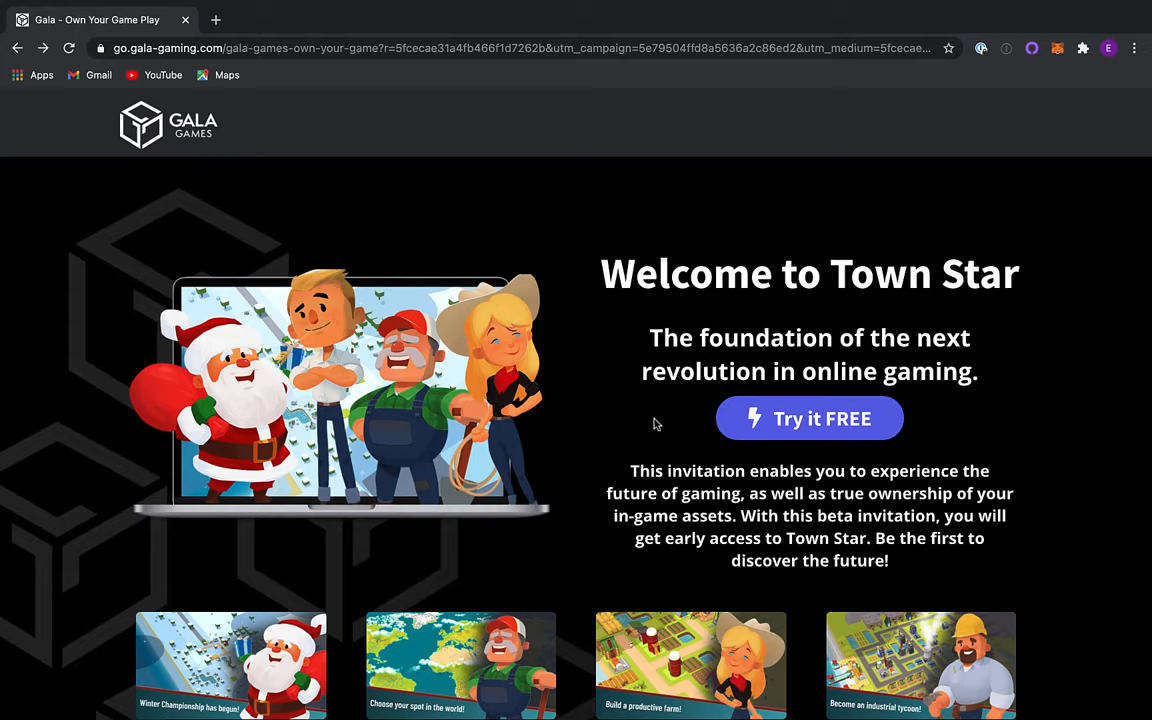 Gala - Own Your Game Play
go.gala-gaming.com/gala-games-own-your-game?r=5fcecae31a4fb466f1d7262b&utm_campaign=5e79504ffd8a5636a2c86ed2&utm_medium=5fcecae...
E
Apps
Gmail
YouTube
Maps
GALA
GAMES
Welcome to Town Star
The foundation of the next
revolution in online gaming.
Try it FREE
This invitation enables you to experience the
future of gaming, as well as true ownership of your
in-game assets. With this beta invitation, you will
get early access to Town Star. Be the first to
discover the future!
Winter Championship has begun!
Choose your spot in the world!
Build a productive farm!
Become an industrial tycoon!